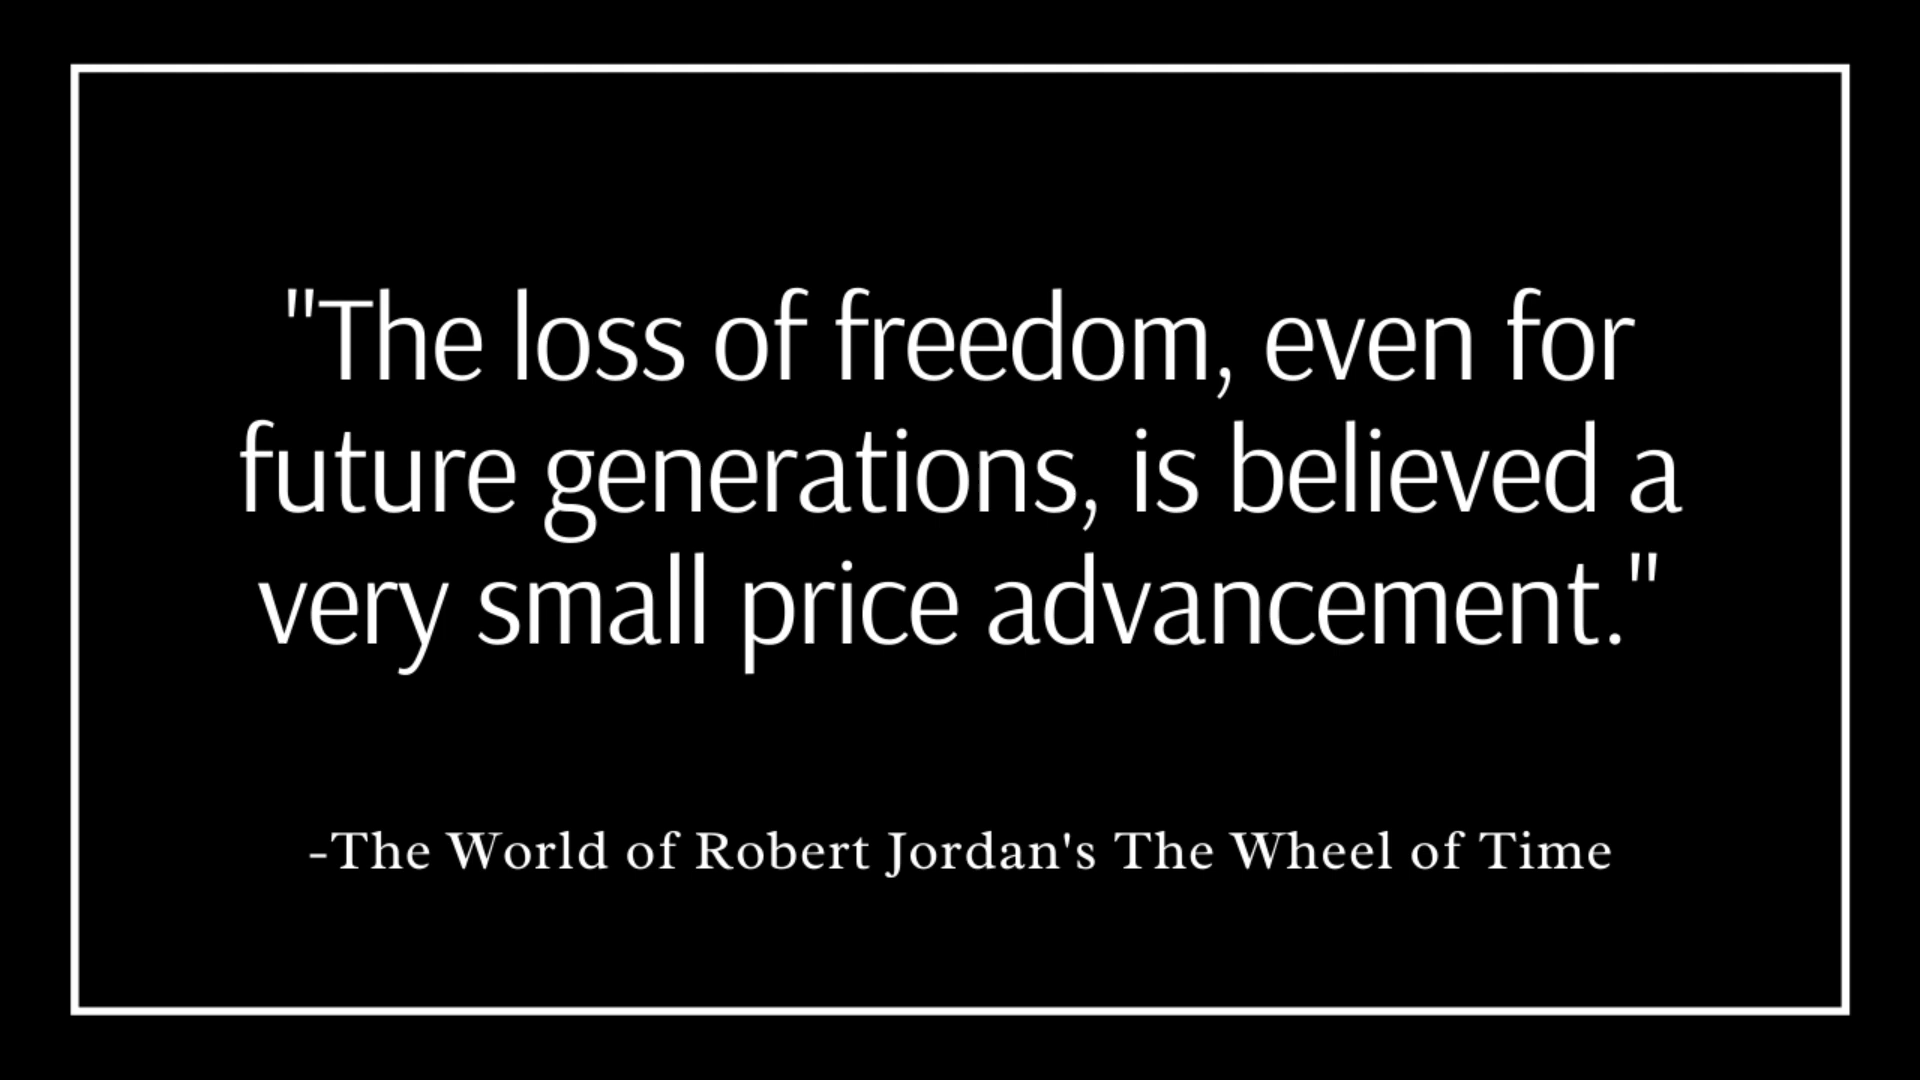 "The loss of freedom, even for
future generations, is believed a
very small price advancement."
-The World of Robert Jordan's The Wheel of Time